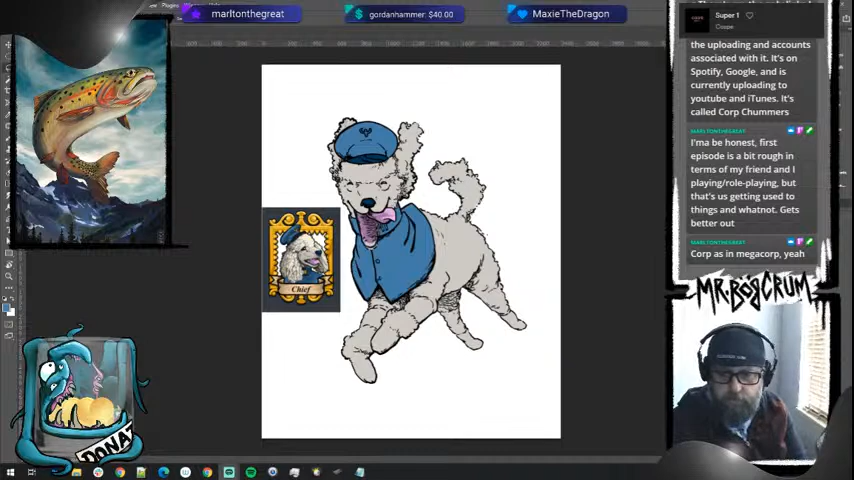 marltonthegreat
gordanhammer: $40.00
MaxieTheDragon
Super 1
the uploading and accounts
associated with it. It's on
Spotify, Google, and is
currently uploading to
youtube and iTunes. It's
called Corp Chummers
MARLTONTHEGREAT
I'ma be honest, first
episode is a bit rough in
terms of my friend and I
playing/role-playing, but
that's us getting used to
things and whatnot. Gets
better out
MARLTONTHEGREAT
Corp as in megacorp, yeah
MR.BOGCRUM
Chief
DONAT